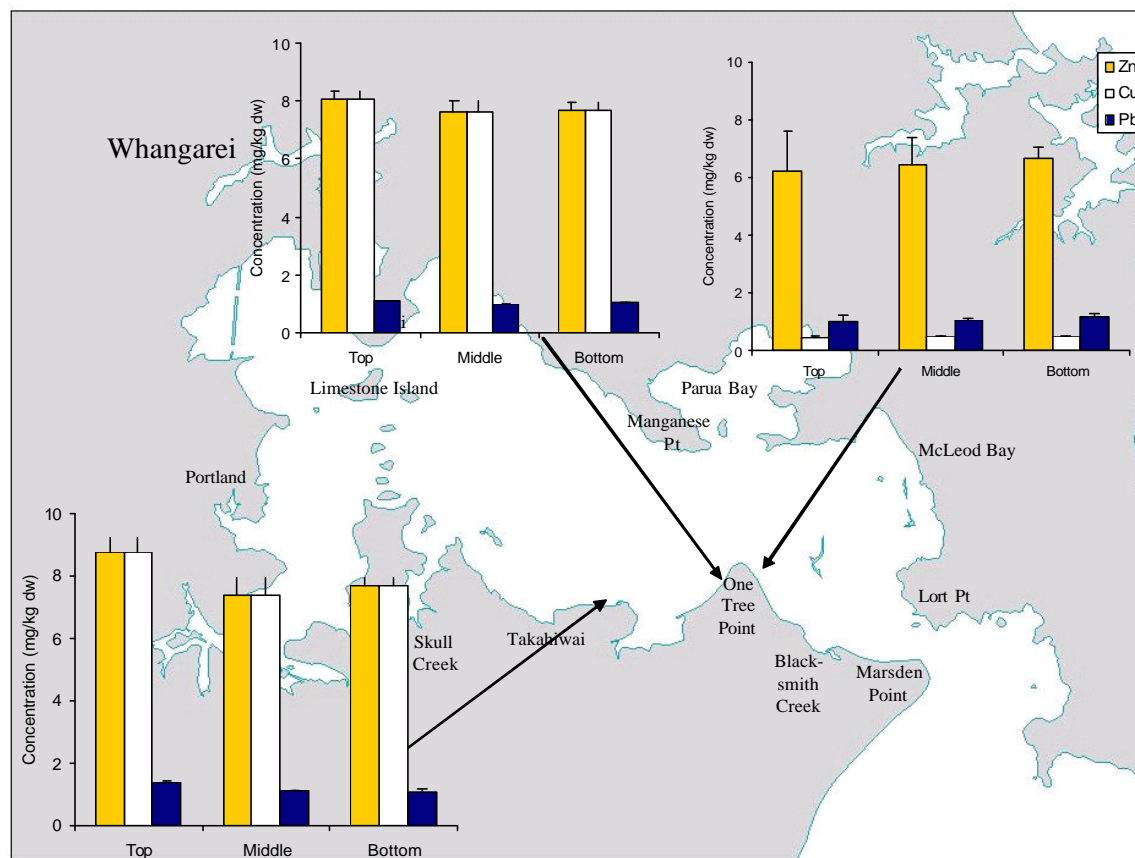 10
8
6
4
2
0
Concentration (mg/kg dw)
Top
Middle
Bottom
10
8
6
4
2
0
Concentration (mg/kg dw)
Top
Middle
Bottom
Zn
Cu
Pb
Whangarei
Limestone Island
Parua Bay
Manganese
Pt
McLeod Bay
Portland
One
Tree
Point
Lort Pt
Skull
Creek
Takahiwai
Black-
smith
Creek
Marsden
Point
10
8
6
4
2
0
Concentration (mg/kg dw)
Top
Middle
Bottom